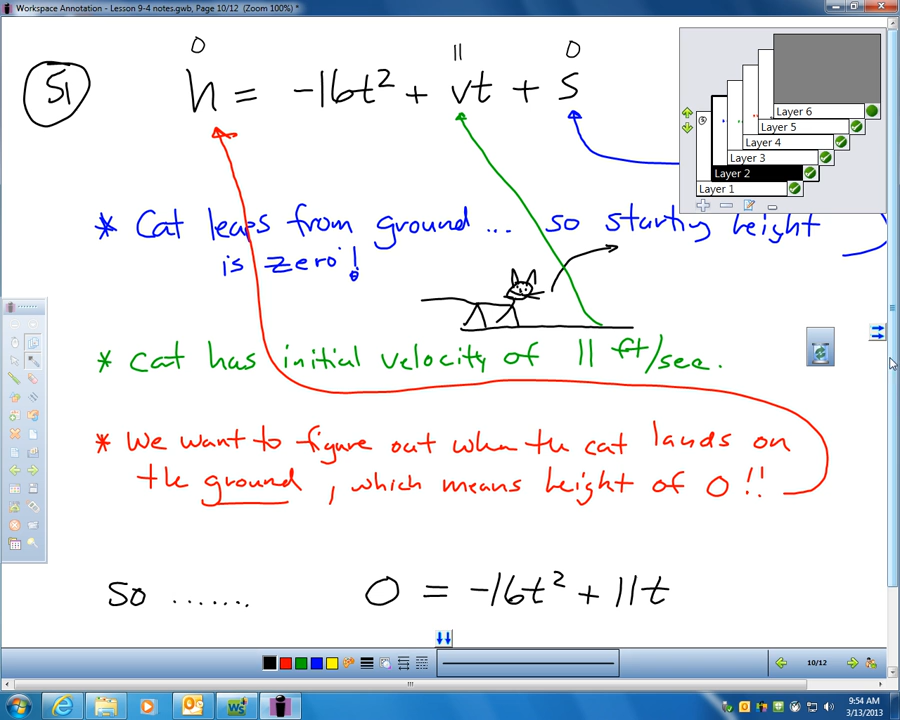 Workspace Annotation - Lesson 9-4 notes.gwb, Page 10/12 (Zoom 100%) *
0 11 0
51 h = -16t² + vt + s
Layer 6
Layer 5
Layer 4
Layer 3
Layer 2
Layer 1
* Cat leaps from ground ... so starting height
is zero!
* Cat has initial velocity of 11 ft/sec.
* We want to figure out when the cat lands on
the ground, which means height of 0!!
so ....... 0 = -16t² + 11t
10/12
9:54 AM
3/13/2013